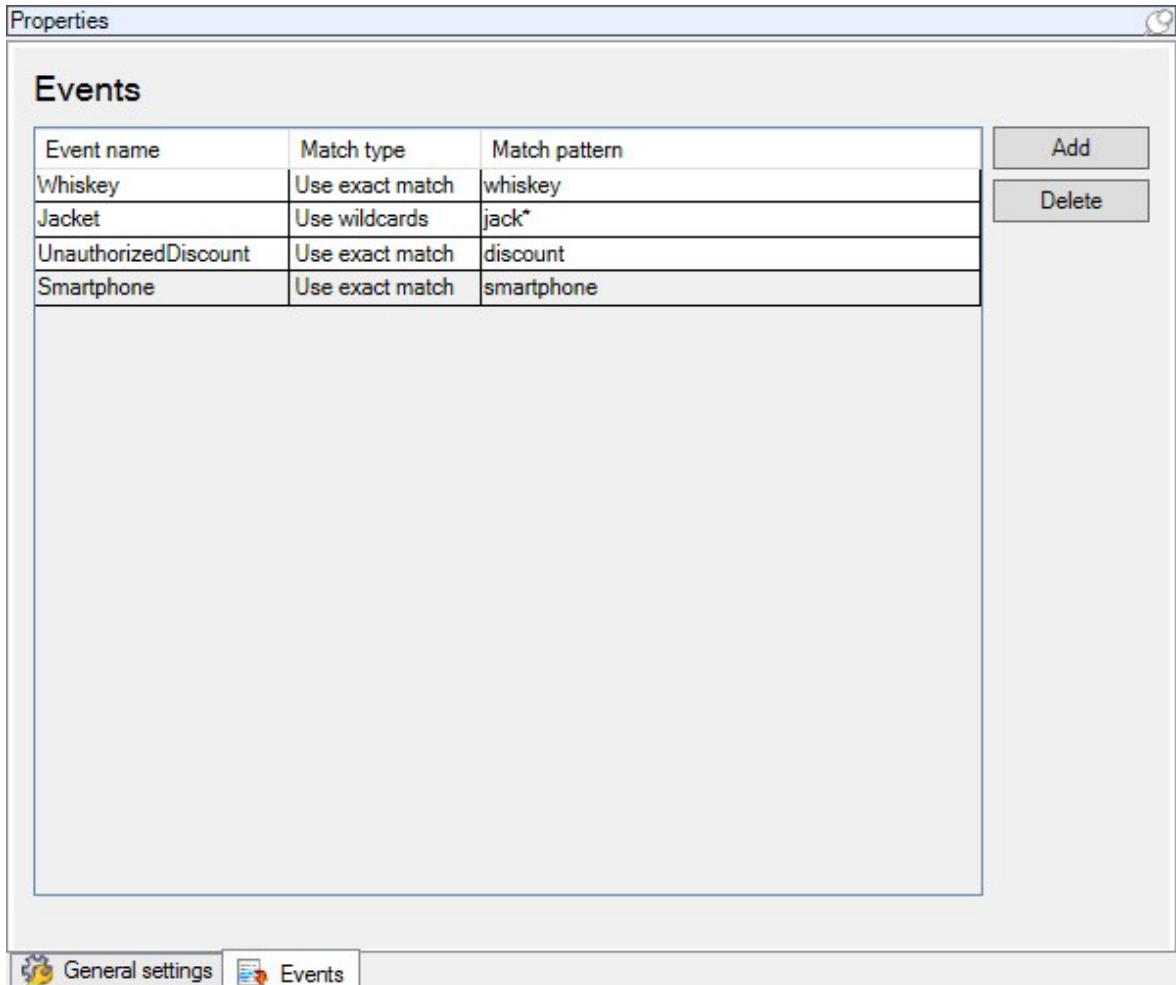 Properties
Events
Event name Match type Match pattern Add
Whiskey Use exact match whiskey
Delete
Jacket Use wildcards jack*
UnauthorizedDiscount Use exact match discount
Smartphone Use exact match smartphone
General settings Events